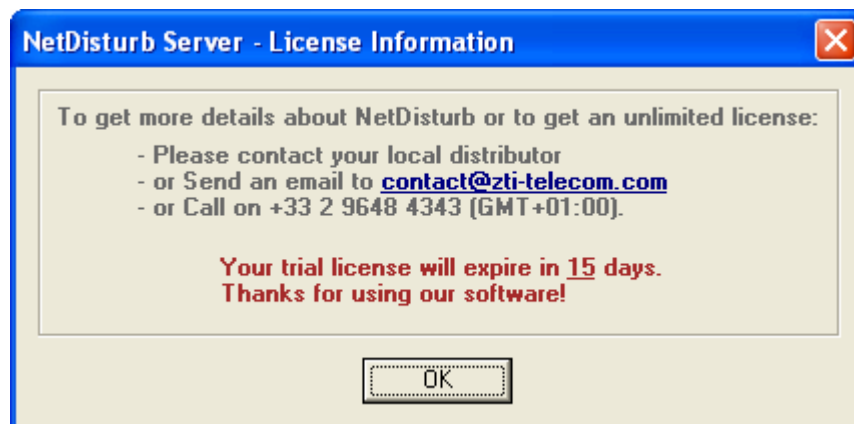 NetDisturb Server - License Information
To get more details about NetDisturb or to get an unlimited license:
- Please contact your local distributor
- or Send an email to contact@zti-telecom.com
- or Call on +33 2 9648 4343 (GMT+01:00).
Your trial license will expire in 15 days.
Thanks for using our software!
OK